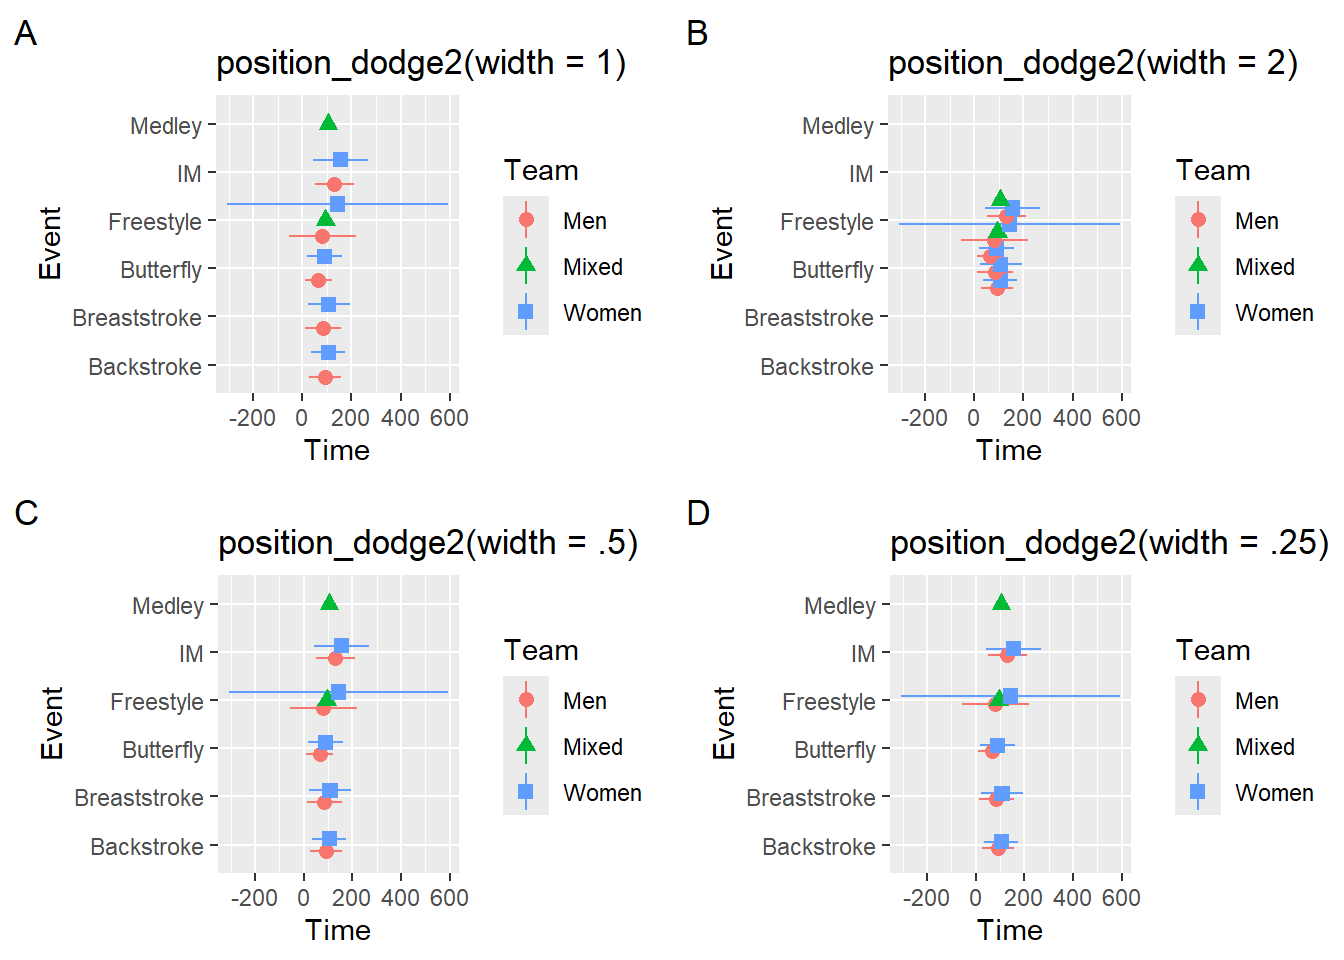 A
position_dodge2(width = 1)
Medley
IM
Freestyle
Butterfly
Breaststroke
Backstroke
Event
-200 0 200 400 600
Time
Team
Men
Mixed
Women
B
position_dodge2(width = 2)
Medley
IM
Freestyle
Butterfly
Breaststroke
Backstroke
Event
-200 0 200 400 600
Time
Team
Men
Mixed
Women
C
position_dodge2(width = .5)
Medley
IM
Freestyle
Butterfly
Breaststroke
Backstroke
Event
-200 0 200 400 600
Time
Team
Men
Mixed
Women
D
position_dodge2(width = .25)
Medley
IM
Freestyle
Butterfly
Breaststroke
Backstroke
Event
-200 0 200 400 600
Time
Team
Men
Mixed
Women